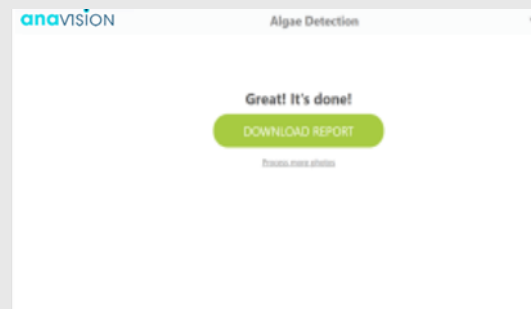 anavision
Algae Detection
Great! It's done!
DOWNLOAD REPORT
Process more photos